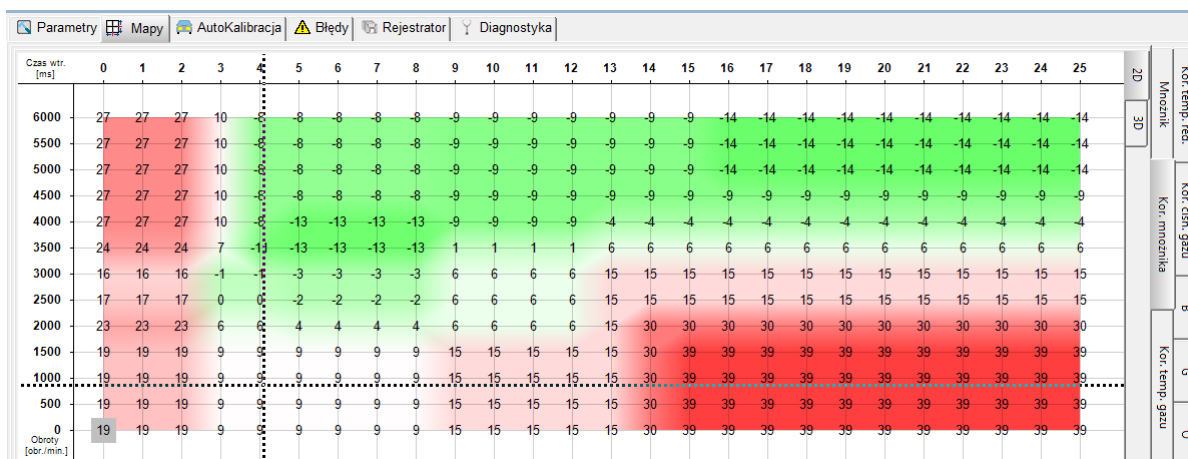 Parametry Mapy AutoKalibracja Błędy Rejestrator Diagnostyka
Czas wtr. [ms] 0 1 2 3 4 5 6 7 8 9 10 11 12 13 14 15 16 17 18 19 20 21 22 23 24 25
6000 27 27 27 10 -8 -8 -8 -8 -8 -9 -9 -9 -9 -9 -9 -9 -14 -14 -14 -14 -14 -14 -14 -14 -14 -14
5500 27 27 27 10 -8 -8 -8 -8 -8 -9 -9 -9 -9 -9 -9 -9 -14 -14 -14 -14 -14 -14 -14 -14 -14 -14
5000 27 27 27 10 -8 -8 -8 -8 -8 -9 -9 -9 -9 -9 -9 -9 -14 -14 -14 -14 -14 -14 -14 -14 -14 -14
4500 27 27 27 10 -8 -8 -8 -8 -8 -9 -9 -9 -9 -9 -9 -9 -9 -9 -9 -9 -9 -9 -9 -9 -9 -9
4000 27 27 27 10 -8 -13 -13 -13 -13 -9 -9 -9 -9 -4 -4 -4 -4 -4 -4 -4 -4 -4 -4 -4 -4 -4
3500 24 24 24 7 -11 -13 -13 -13 -13 1 1 1 1 6 6 6 6 6 6 6 6 6 6 6 6 6
3000 16 16 16 -1 -1 -3 -3 -3 -3 6 6 6 6 15 15 15 15 15 15 15 15 15 15 15 15 15
2500 17 17 17 0 0 -2 -2 -2 -2 6 6 6 6 15 15 15 15 15 15 15 15 15 15 15 15 15
2000 23 23 23 6 6 4 4 4 4 6 6 6 6 15 30 30 30 30 30 30 30 30 30 30 30 30
1500 19 19 19 9 9 9 9 9 9 15 15 15 15 15 30 39 39 39 39 39 39 39 39 39 39 39
1000 19 19 19 9 9 9 9 9 9 15 15 15 15 15 30 39 39 39 39 39 39 39 39 39 39 39
500 19 19 19 9 9 9 9 9 9 15 15 15 15 15 30 39 39 39 39 39 39 39 39 39 39 39
0 19 19 19 9 9 9 9 9 9 15 15 15 15 15 30 39 39 39 39 39 39 39 39 39 39 39
Obroty
[obr./min.]
2D
3D
Mnożnik
Kor. mnożnika
Kor. temp. gazu
Kor. temp. red.
Kor. ciśn. gazu
B
G